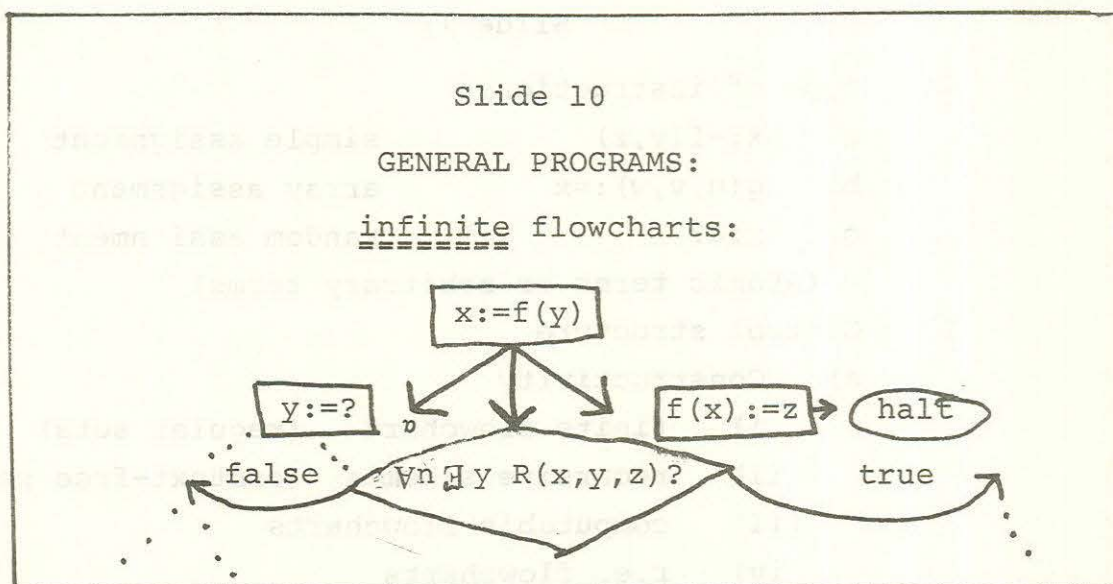 Slide 10
GENERAL PROGRAMS:
infinite flowcharts:
x:=f(y)
y:=? f(x):=z halt
false ∀n∃y R(x,y,z)? true